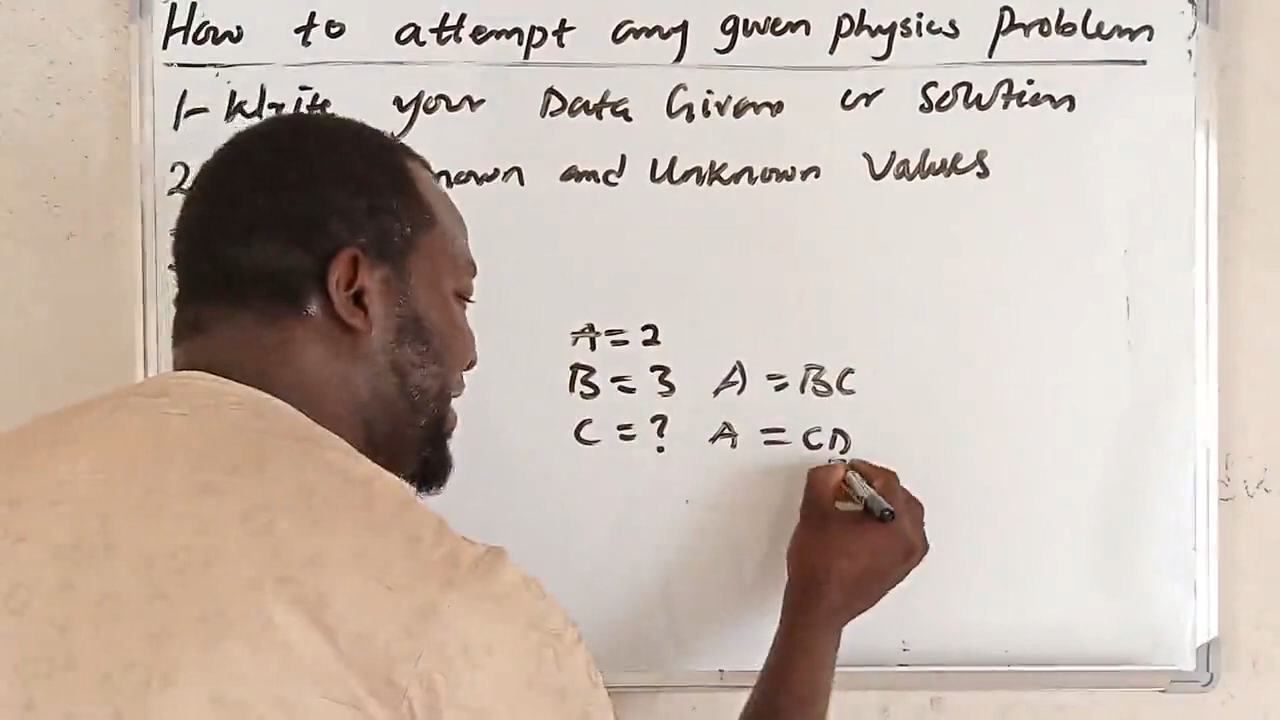 How to attempt any given physics Problem
1- Write your Data Given or solution
2 nown and Unknown Values
A = 2
B = 3 A = BC
C = ? A = CD